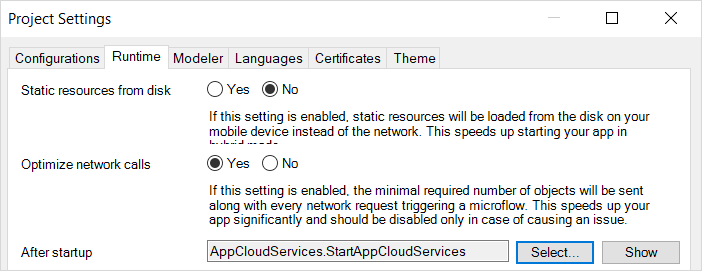 Project Settings
Configurations Runtime Modeler Languages Certificates Theme
Static resources from disk Yes No
If this setting is enabled, static resources will be loaded from the disk on your
mobile device instead of the network. This speeds up starting your app in
hybrid mode.
Optimize network calls Yes No
If this setting is enabled, the minimal required number of objects will be sent
along with every network request triggering a microflow. This speeds up your
app significantly and should be disabled only in case of causing an issue.
After startup AppCloudServices.StartAppCloudServices Select... Show